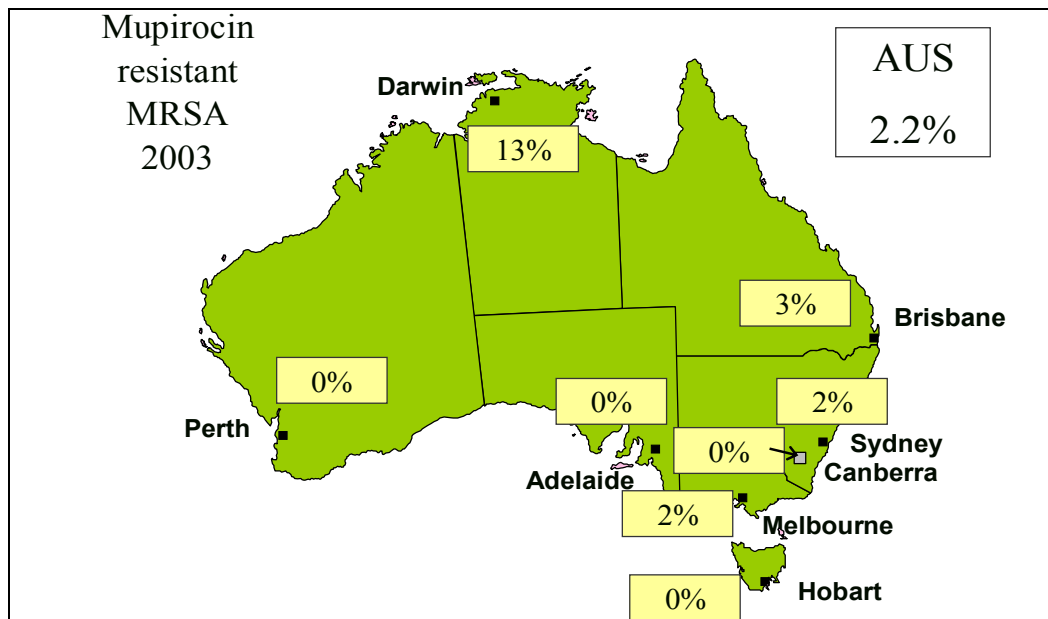 Mupirocin
resistant
MRSA
2003
AUS
2.2%
Darwin
13%
3%
Brisbane
0%
Perth
0%
Adelaide
2%
Sydney
0%
Canberra
2%
Melbourne
0%
Hobart